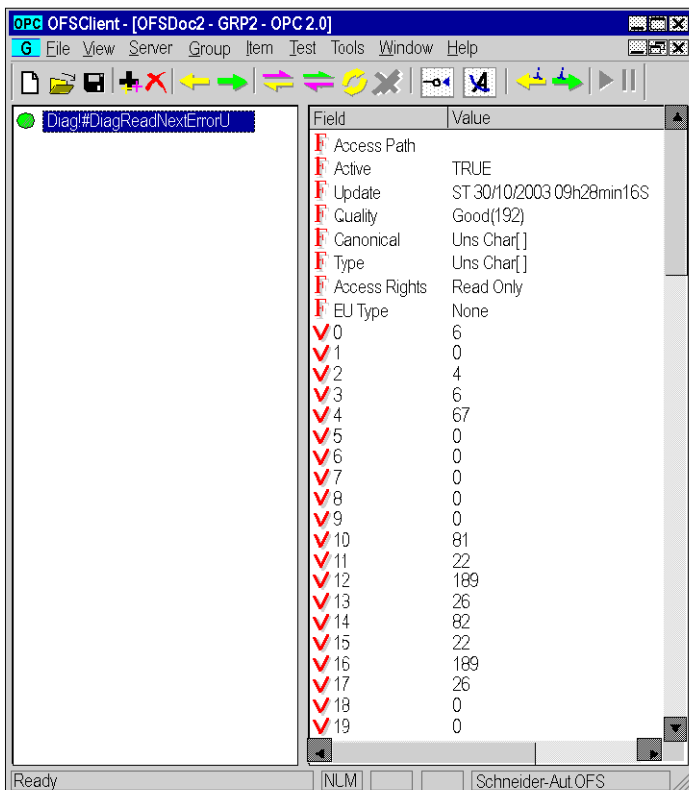 OPC OFSClient - [OFSDoc2 - GRP2 - OPC 2.0]
G File View Server Group Item Test Tools Window Help
Diag!#DiagReadNextErrorU
Field Value
F Access Path
F Active TRUE
F Update ST 30/10/2003 09h28min16S
F Quality Good(192)
F Canonical Uns Char[ ]
F Type Uns Char[ ]
F Access Rights Read Only
F EU Type None
0 6
1 0
2 4
3 6
4 67
5 0
6 0
7 0
8 0
9 0
10 81
11 22
12 189
13 26
14 82
15 22
16 189
17 26
18 0
19 0
Ready NUM Schneider-Aut OFS